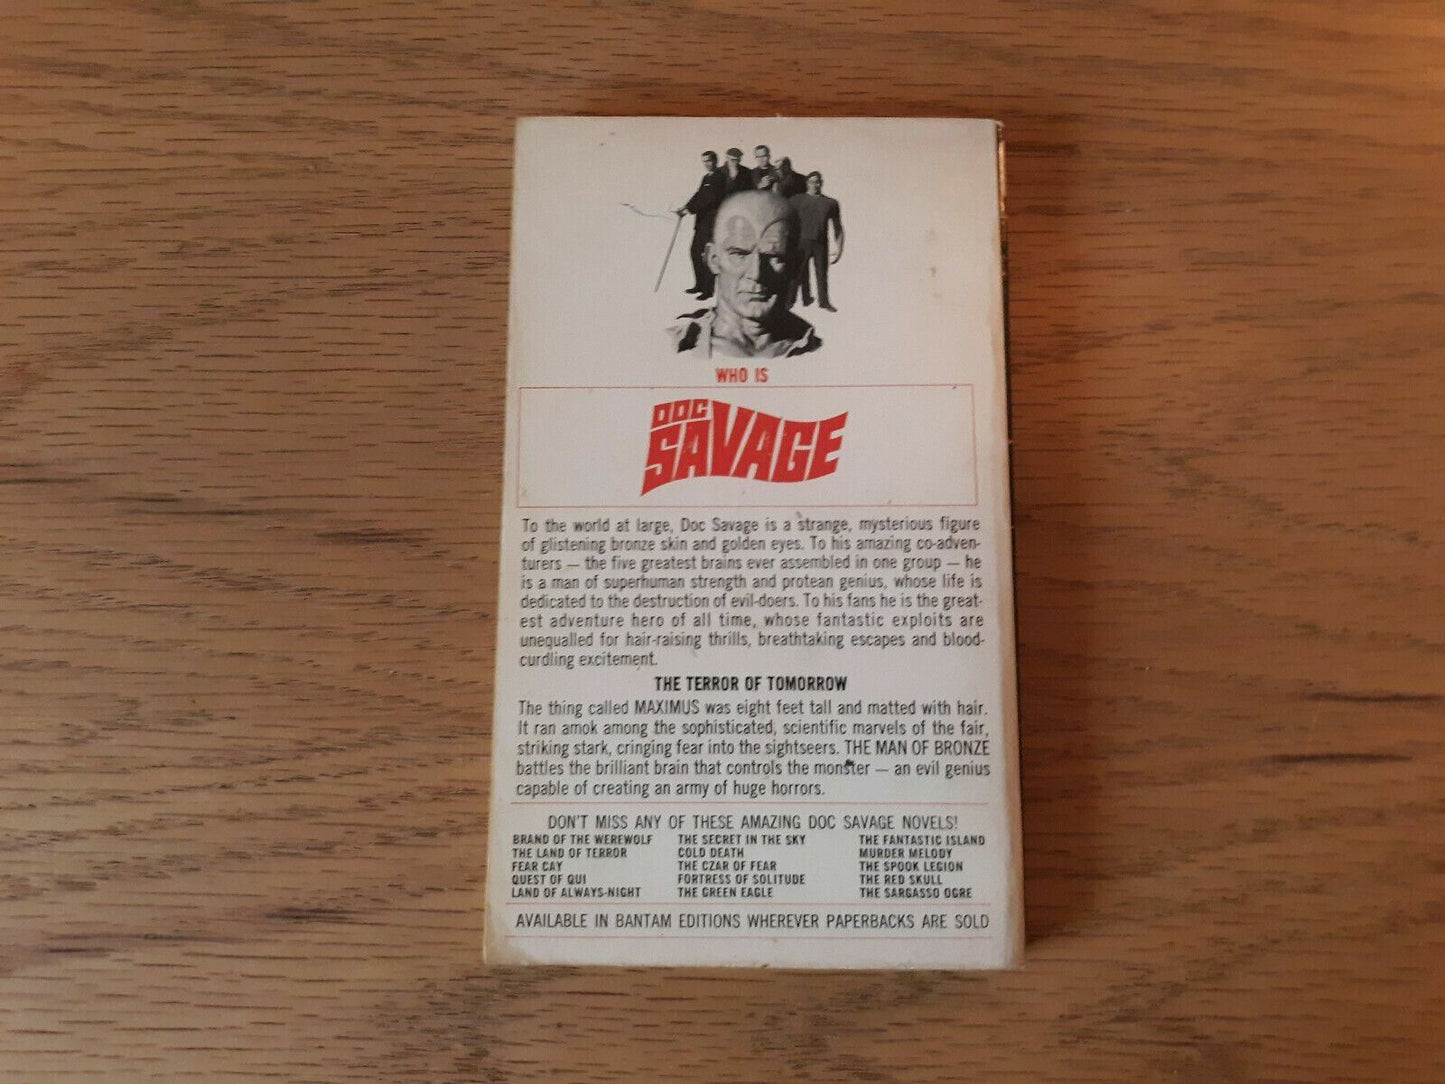 WHO IS
DOC
SAVAGE
To the world at large, Doc Savage is a strange, mysterious figure
of glistening bronze skin and golden eyes. To his amazing co-adven-
turers — the five greatest brains ever assembled in one group — he
is a man of superhuman strength and protean genius, whose life is
dedicated to the destruction of evil-doers. To his fans he is the great-
est adventure hero of all time, whose fantastic exploits are
unequalled for hair-raising thrills, breathtaking escapes and blood-
curdling excitement.
THE TERROR OF TOMORROW
The thing called MAXIMUS was eight feet tall and matted with hair.
It ran amok among the sophisticated, scientific marvels of the fair,
striking stark, cringing fear into the sightseers. THE MAN OF BRONZE
battles the brilliant brain that controls the monster — an evil genius
capable of creating an army of huge horrors.
DON'T MISS ANY OF THESE AMAZING DOC SAVAGE NOVELS!
BRAND OF THE WEREWOLF THE SECRET IN THE SKY THE FANTASTIC ISLAND
THE LAND OF TERROR COLD DEATH MURDER MELODY
FEAR CAY THE CZAR OF FEAR THE SPOOK LEGION
QUEST OF QUI FORTRESS OF SOLITUDE THE RED SKULL
LAND OF ALWAYS-NIGHT THE GREEN EAGLE THE SARGASSO OGRE
AVAILABLE IN BANTAM EDITIONS WHEREVER PAPERBACKS ARE SOLD